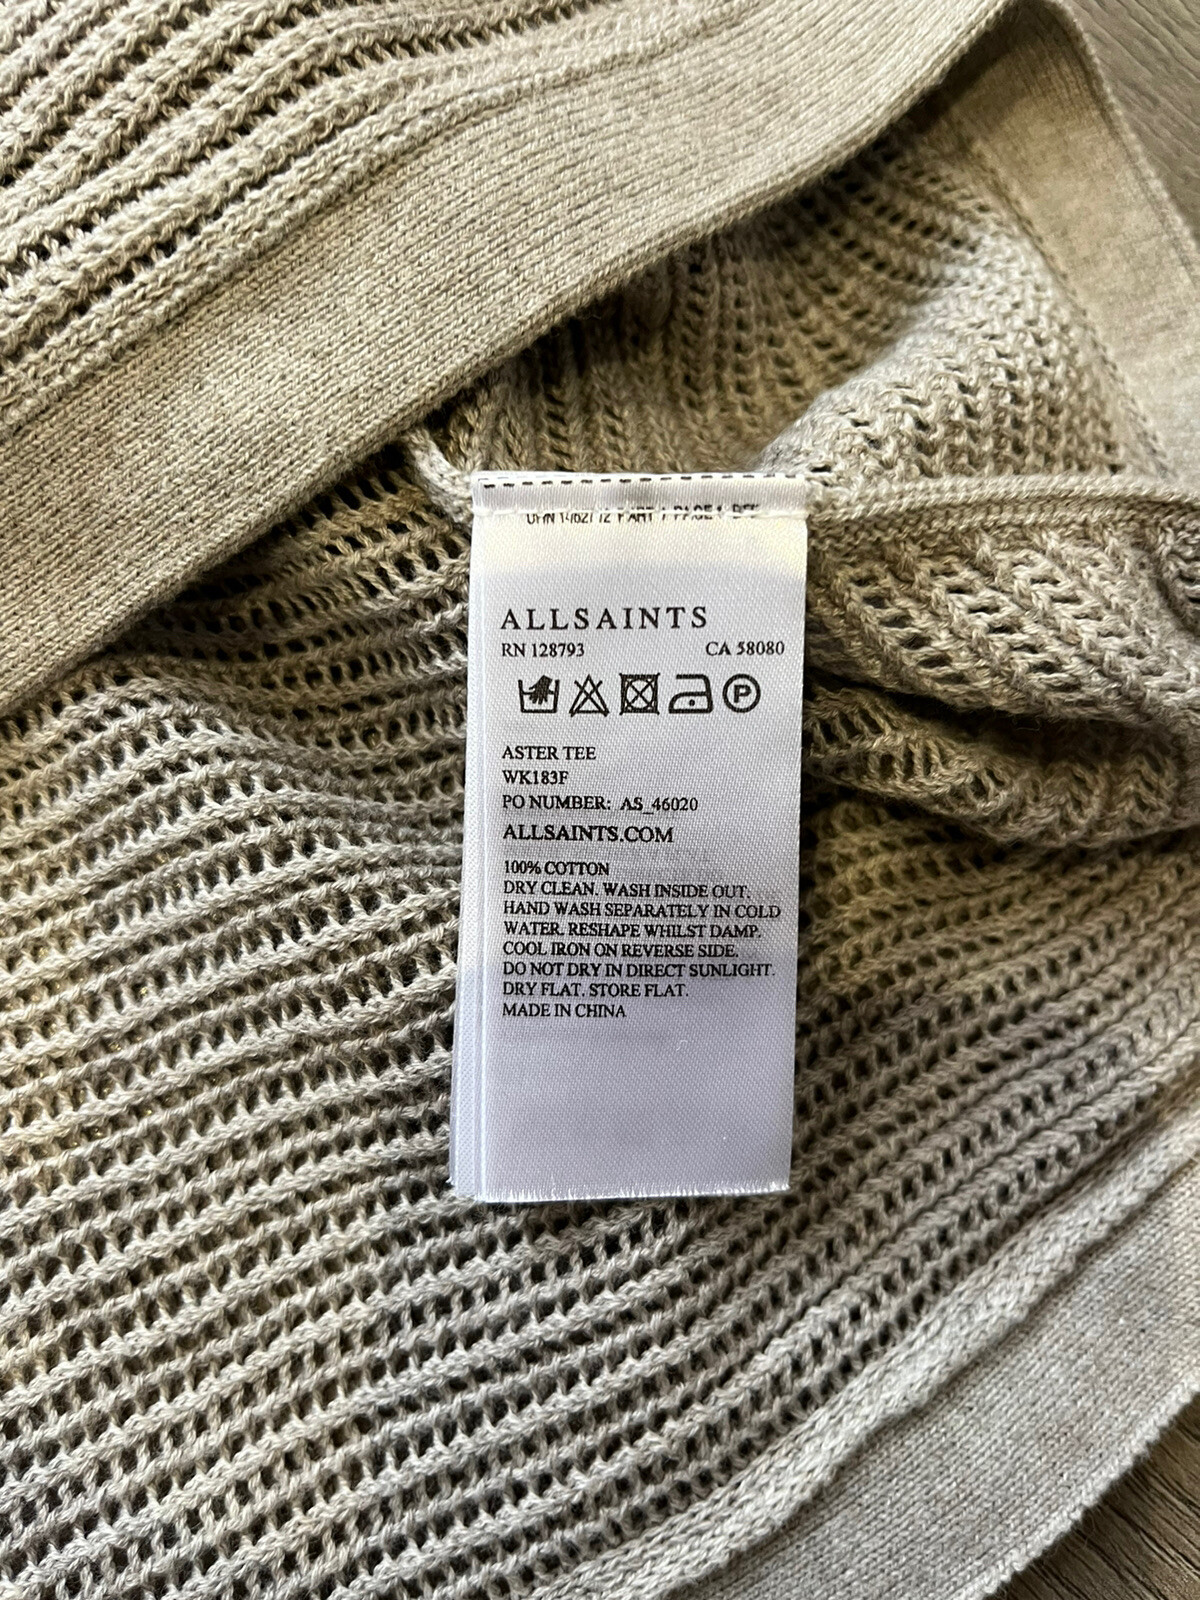 PART PAGE
ALLSAINTS
RN 128793 CA 58080
P
ASTER TEE
WK183F
PO NUMBER: AS_46020
ALLSAINTS.COM
100% COTTON
DRY CLEAN. WASH INSIDE OUT.
HAND WASH SEPARATELY IN COLD
WATER. RESHAPE WHILST DAMP.
COOL IRON ON REVERSE SIDE.
DO NOT DRY IN DIRECT SUNLIGHT.
DRY FLAT. STORE FLAT.
MADE IN CHINA